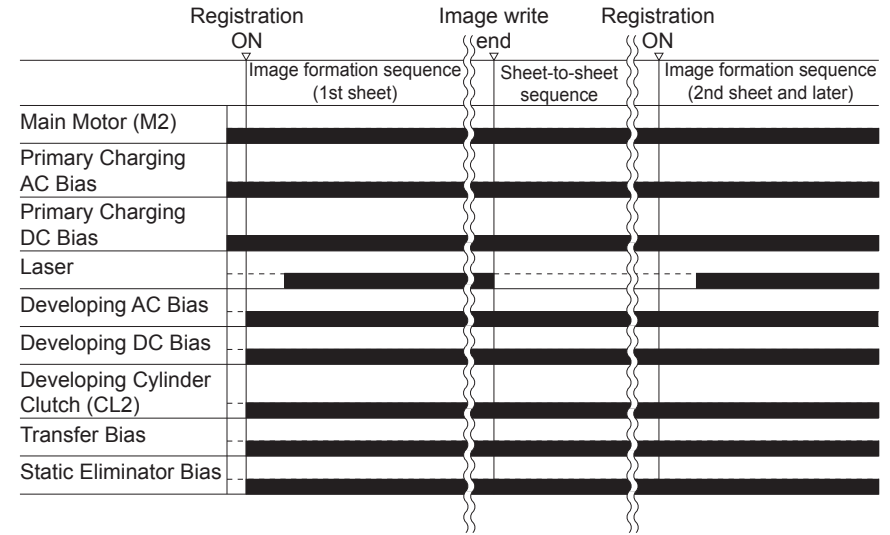 Registration
ON
Image write
end
Registration
ON
Image formation sequence
(1st sheet)
Sheet-to-sheet
sequence
Image formation sequence
(2nd sheet and later)
Main Motor (M2)
Primary Charging
AC Bias
Primary Charging
DC Bias
Laser
Developing AC Bias
Developing DC Bias
Developing Cylinder
Clutch (CL2)
Transfer Bias
Static Eliminator Bias